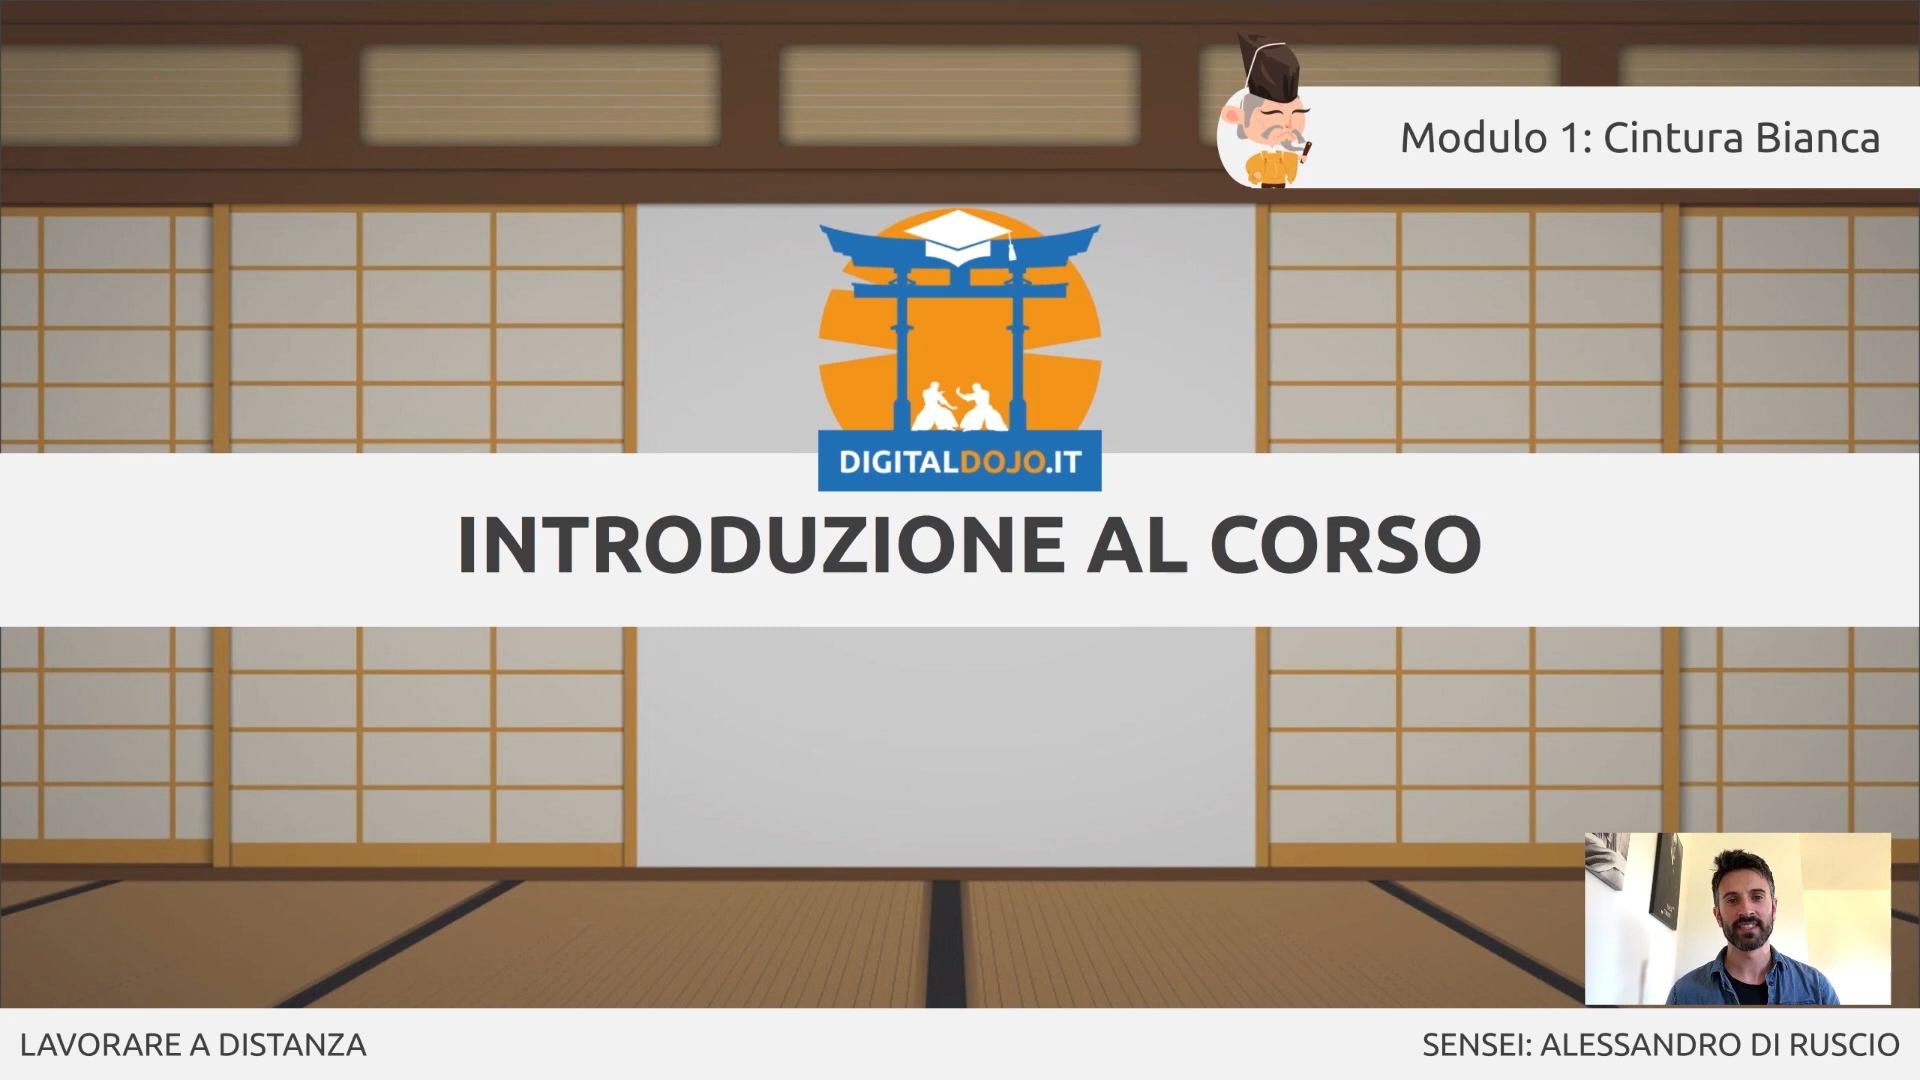 Modulo 1: Cintura Bianca
DIGITALDOJO.IT
INTRODUZIONE AL CORSO
LAVORARE A DISTANZA
SENSEI: ALESSANDRO DI RUSCIO